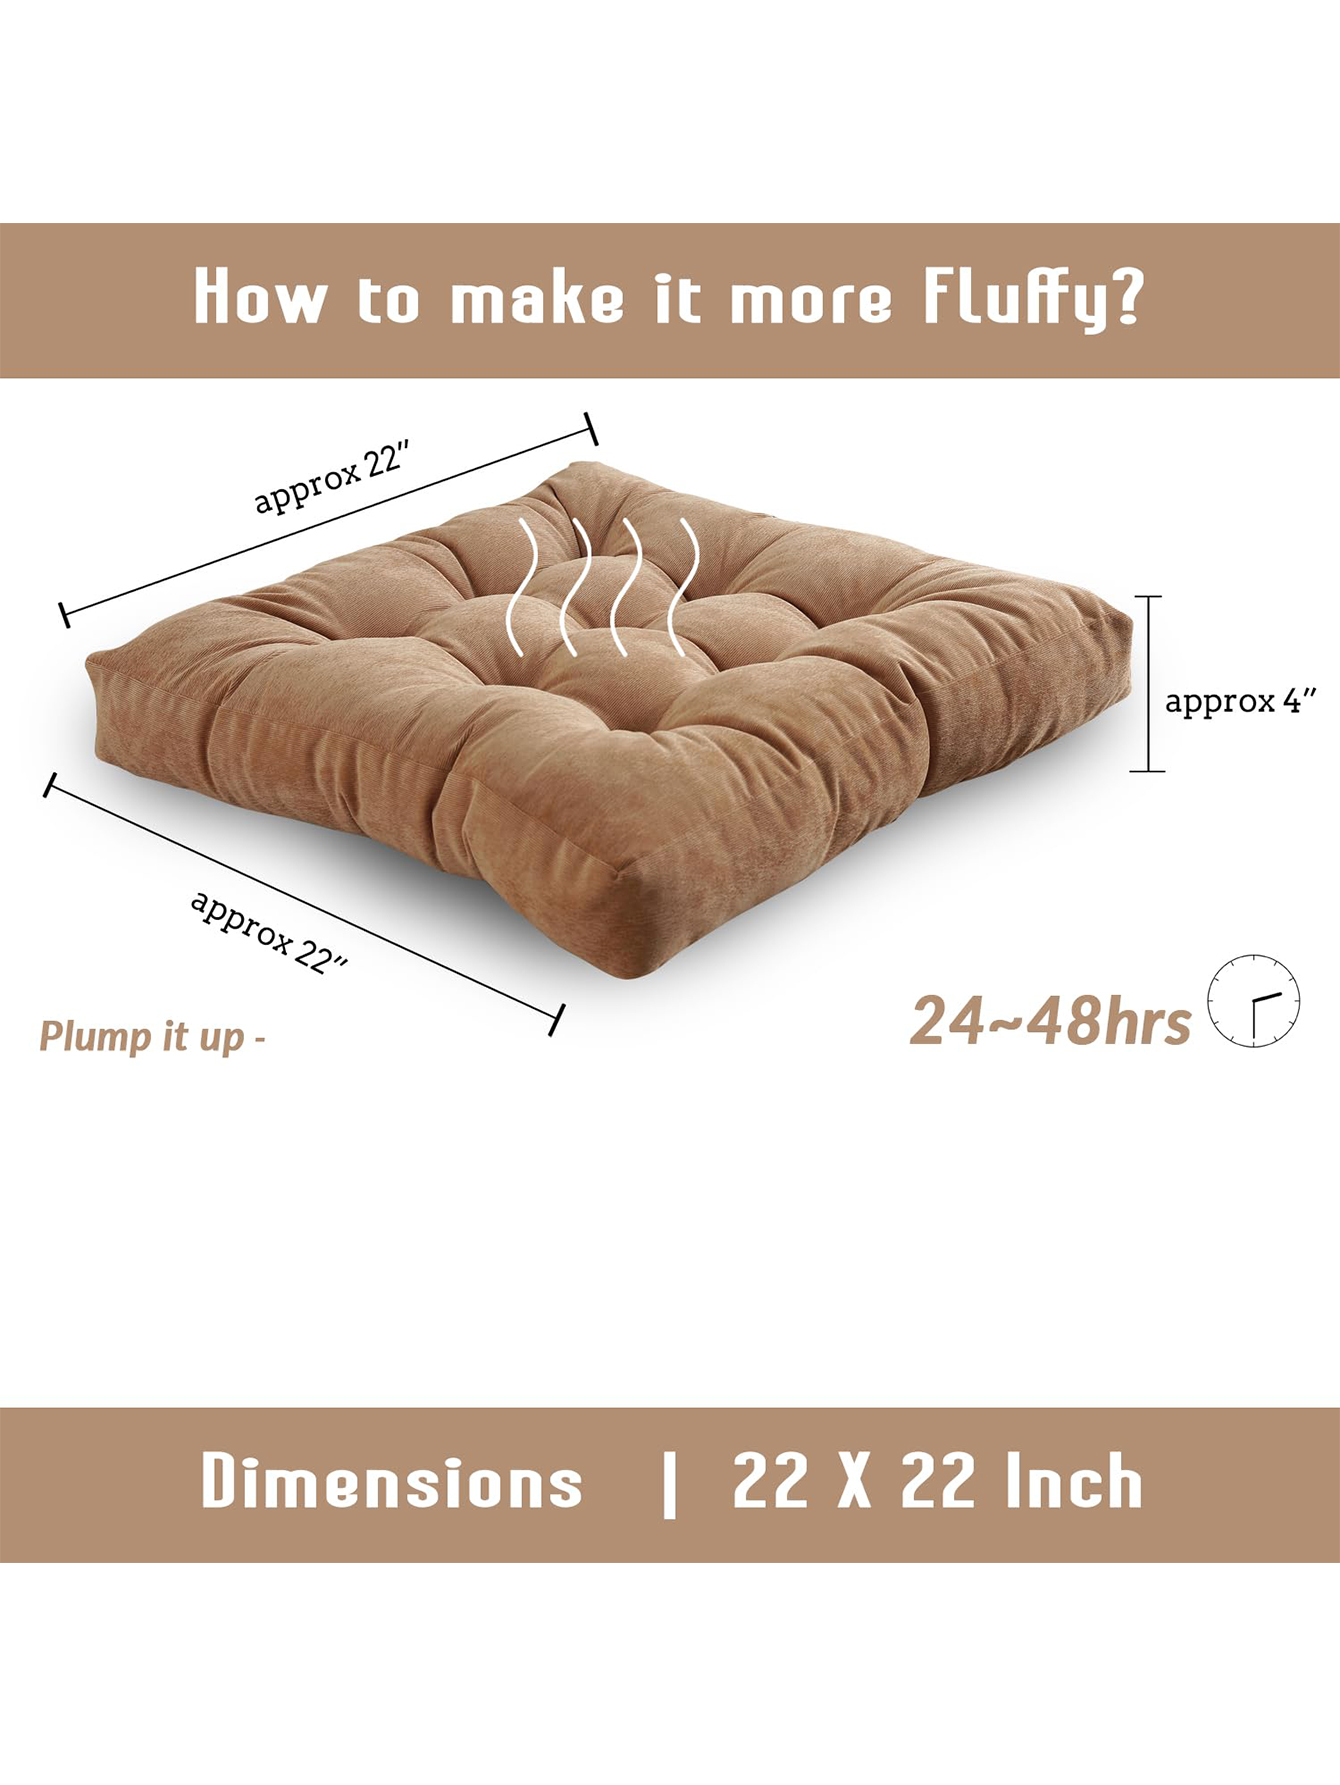 How to make it more Fluffy?
approx 22"
approx 4"
approx 22"
Plump it up -
24~48hrs
Dimensions | 22 X 22 Inch